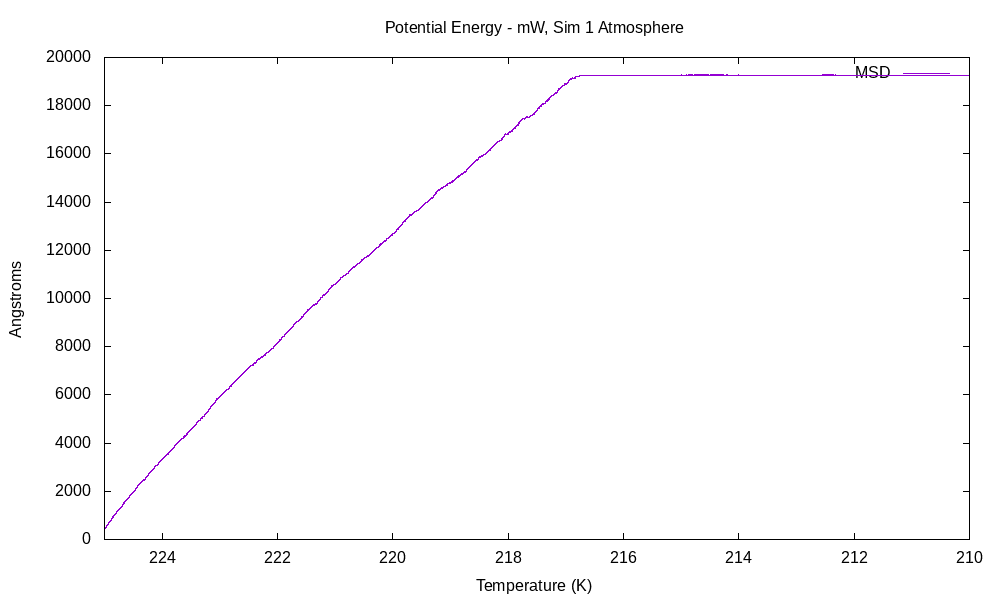 Potential Energy - mW, Sim 1 Atmosphere
20000
MSD
18000
16000
14000
12000
10000
8000
6000
4000
2000
0
Angstroms
224 222 220 218 216 214 212 210
Temperature (K)